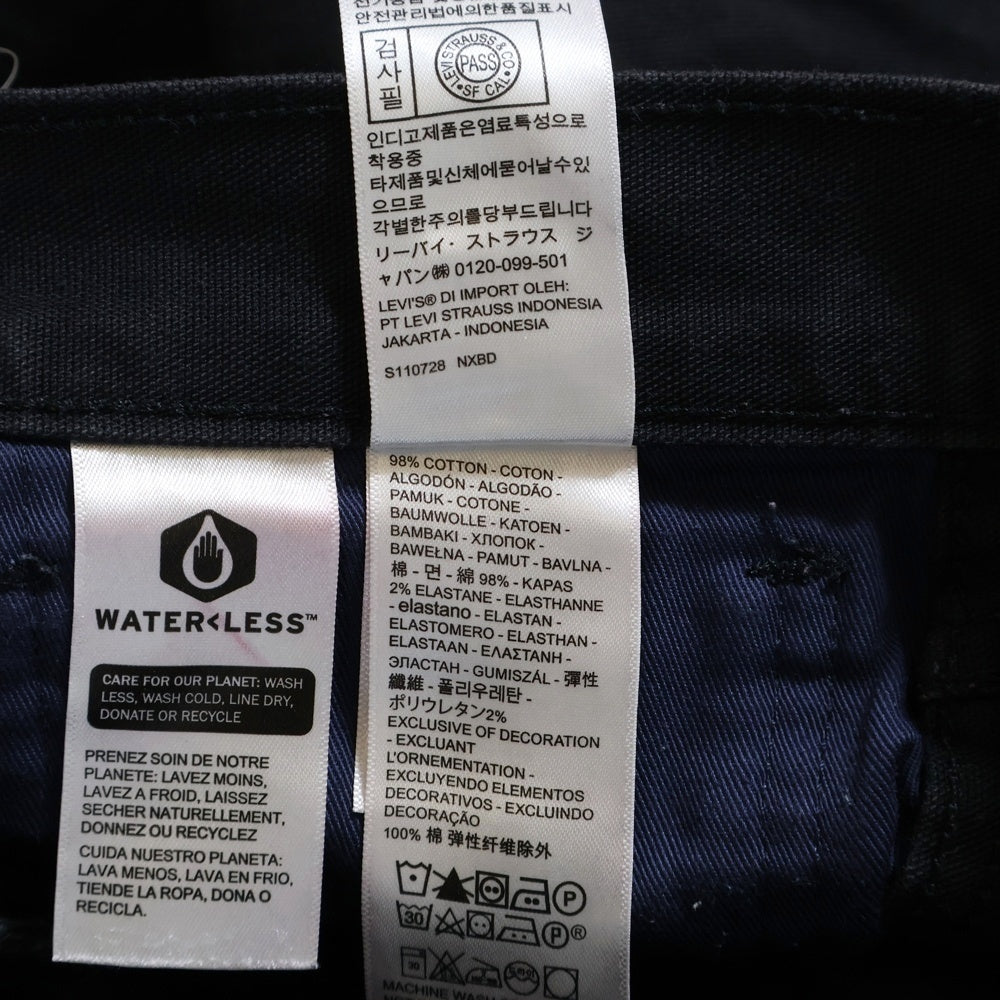 안전관리법에의한품질표시
검사필
LEVI STRAUSS & CO.
PASS
SF CAL
인디고제품은염료특성으로
착용중
타제품및신체에묻어날수있
으므로
각별한주의를당부드립니다
リーバイ・ストラウス ジ
ャパン㈱ 0120-099-501
LEVI'S® DI IMPORT OLEH:
PT LEVI STRAUSS INDONESIA
JAKARTA - INDONESIA
S110728 NXBD
WATER<LESS™
CARE FOR OUR PLANET: WASH
LESS, WASH COLD, LINE DRY,
DONATE OR RECYCLE
PRENEZ SOIN DE NOTRE
PLANETE: LAVEZ MOINS,
LAVEZ A FROID, LAISSEZ
SECHER NATURELLEMENT,
DONNEZ OU RECYCLEZ
CUIDA NUESTRO PLANETA:
LAVA MENOS, LAVA EN FRIO,
TIENDE LA ROPA, DONA O
RECICLA.
98% COTTON - COTON -
ALGODÓN - ALGODÃO -
PAMUK - COTONE -
BAUMWOLLE - KATOEN -
BAMBAKI - ХЛОПОК -
BAWEŁNA - PAMUT - BAVLNA -
棉 - 면 - 綿 98% - KAPAS
2% ELASTANE - ELASTHANNE
- elastano - ELASTAN -
ELASTOMERO - ELASTHAN -
ELASTAAN - ΕΛΑΣΤΑΝΗ -
ЭЛАСТАН - GUMISZÁL - 彈性
纖維 - 폴리우레탄 -
ポリウレタン2%
EXCLUSIVE OF DECORATION
- EXCLUANT
L'ORNEMENTATION -
EXCLUYENDO ELEMENTOS
DECORATIVOS - EXCLUINDO
DECORAÇÃO
100% 棉 弹性纤维除外
P
30 P®
30
MACHINE WASH